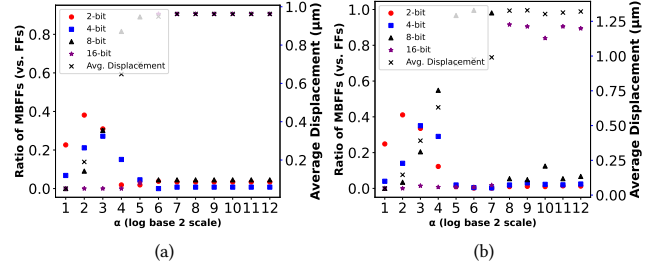 2-bit
4-bit
8-bit
16-bit
Avg. Displacement
Ratio of MBFFs (vs. FFs)
0.8
0.6
0.4
0.2
0.0
1 2 3 4 5 6 7 8 9 10 11 12
α (log base 2 scale)
1.0
0.8
0.6
0.4
0.2
Average Displacement (μm)
(a)
2-bit
4-bit
8-bit
16-bit
Avg. Displacement
Ratio of MBFFs (vs. FFs)
1.0
0.8
0.6
0.4
0.2
0.0
1 2 3 4 5 6 7 8 9 10 11 12
α (log base 2 scale)
1.25
1.00
0.75
0.50
0.25
0.00
Average Displacement (μm)
(b)